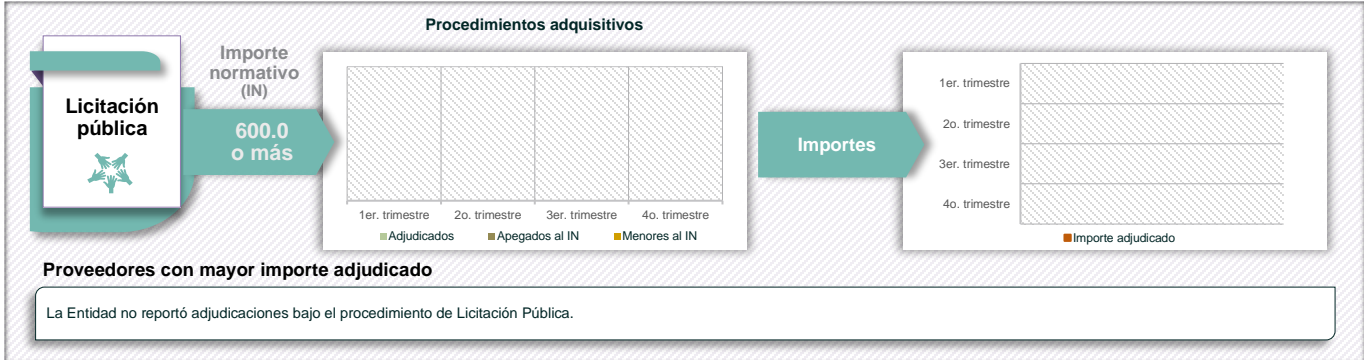 Procedimientos adquisitivos
Licitación
pública
Importe
normativo
(IN)
600.0
o más
1er. trimestre 2o. trimestre 3er. trimestre 4o. trimestre
Adjudicados Apegados al IN Menores al IN
Importes
1er. trimestre
2o. trimestre
3er. trimestre
4o. trimestre
Importe adjudicado
Proveedores con mayor importe adjudicado
La Entidad no reportó adjudicaciones bajo el procedimiento de Licitación Pública.